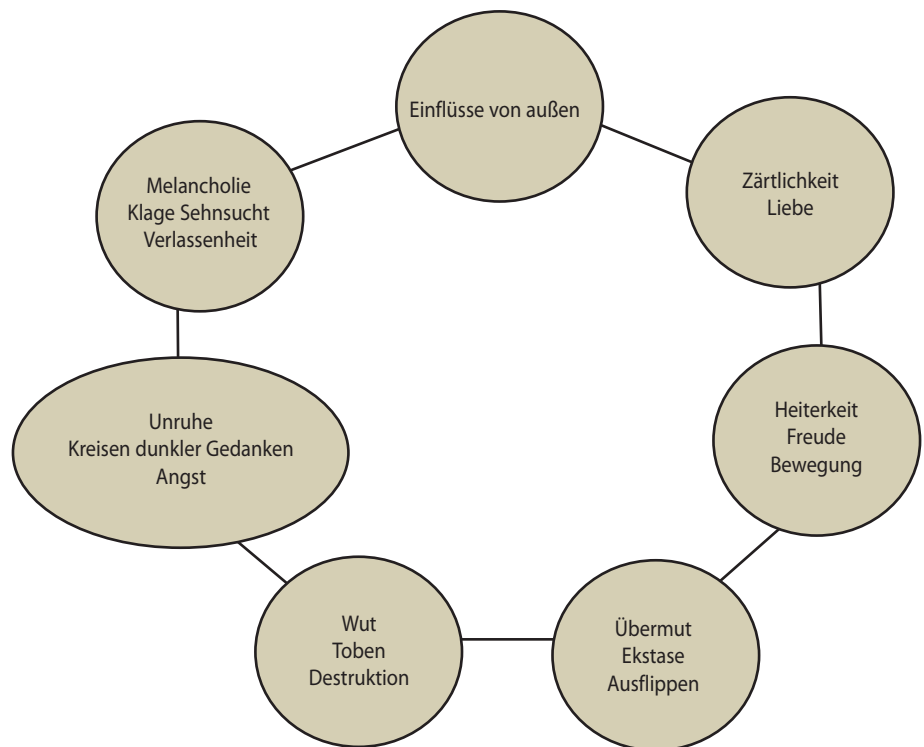 Einflüsse von außen
Zärtlichkeit
Liebe
Heiterkeit
Freude
Bewegung
Übermut
Ekstase
Ausflippen
Wut
Toben
Destruktion
Unruhe
Kreisen dunkler Gedanken
Angst
Melancholie
Klage Sehnsucht
Verlassenheit